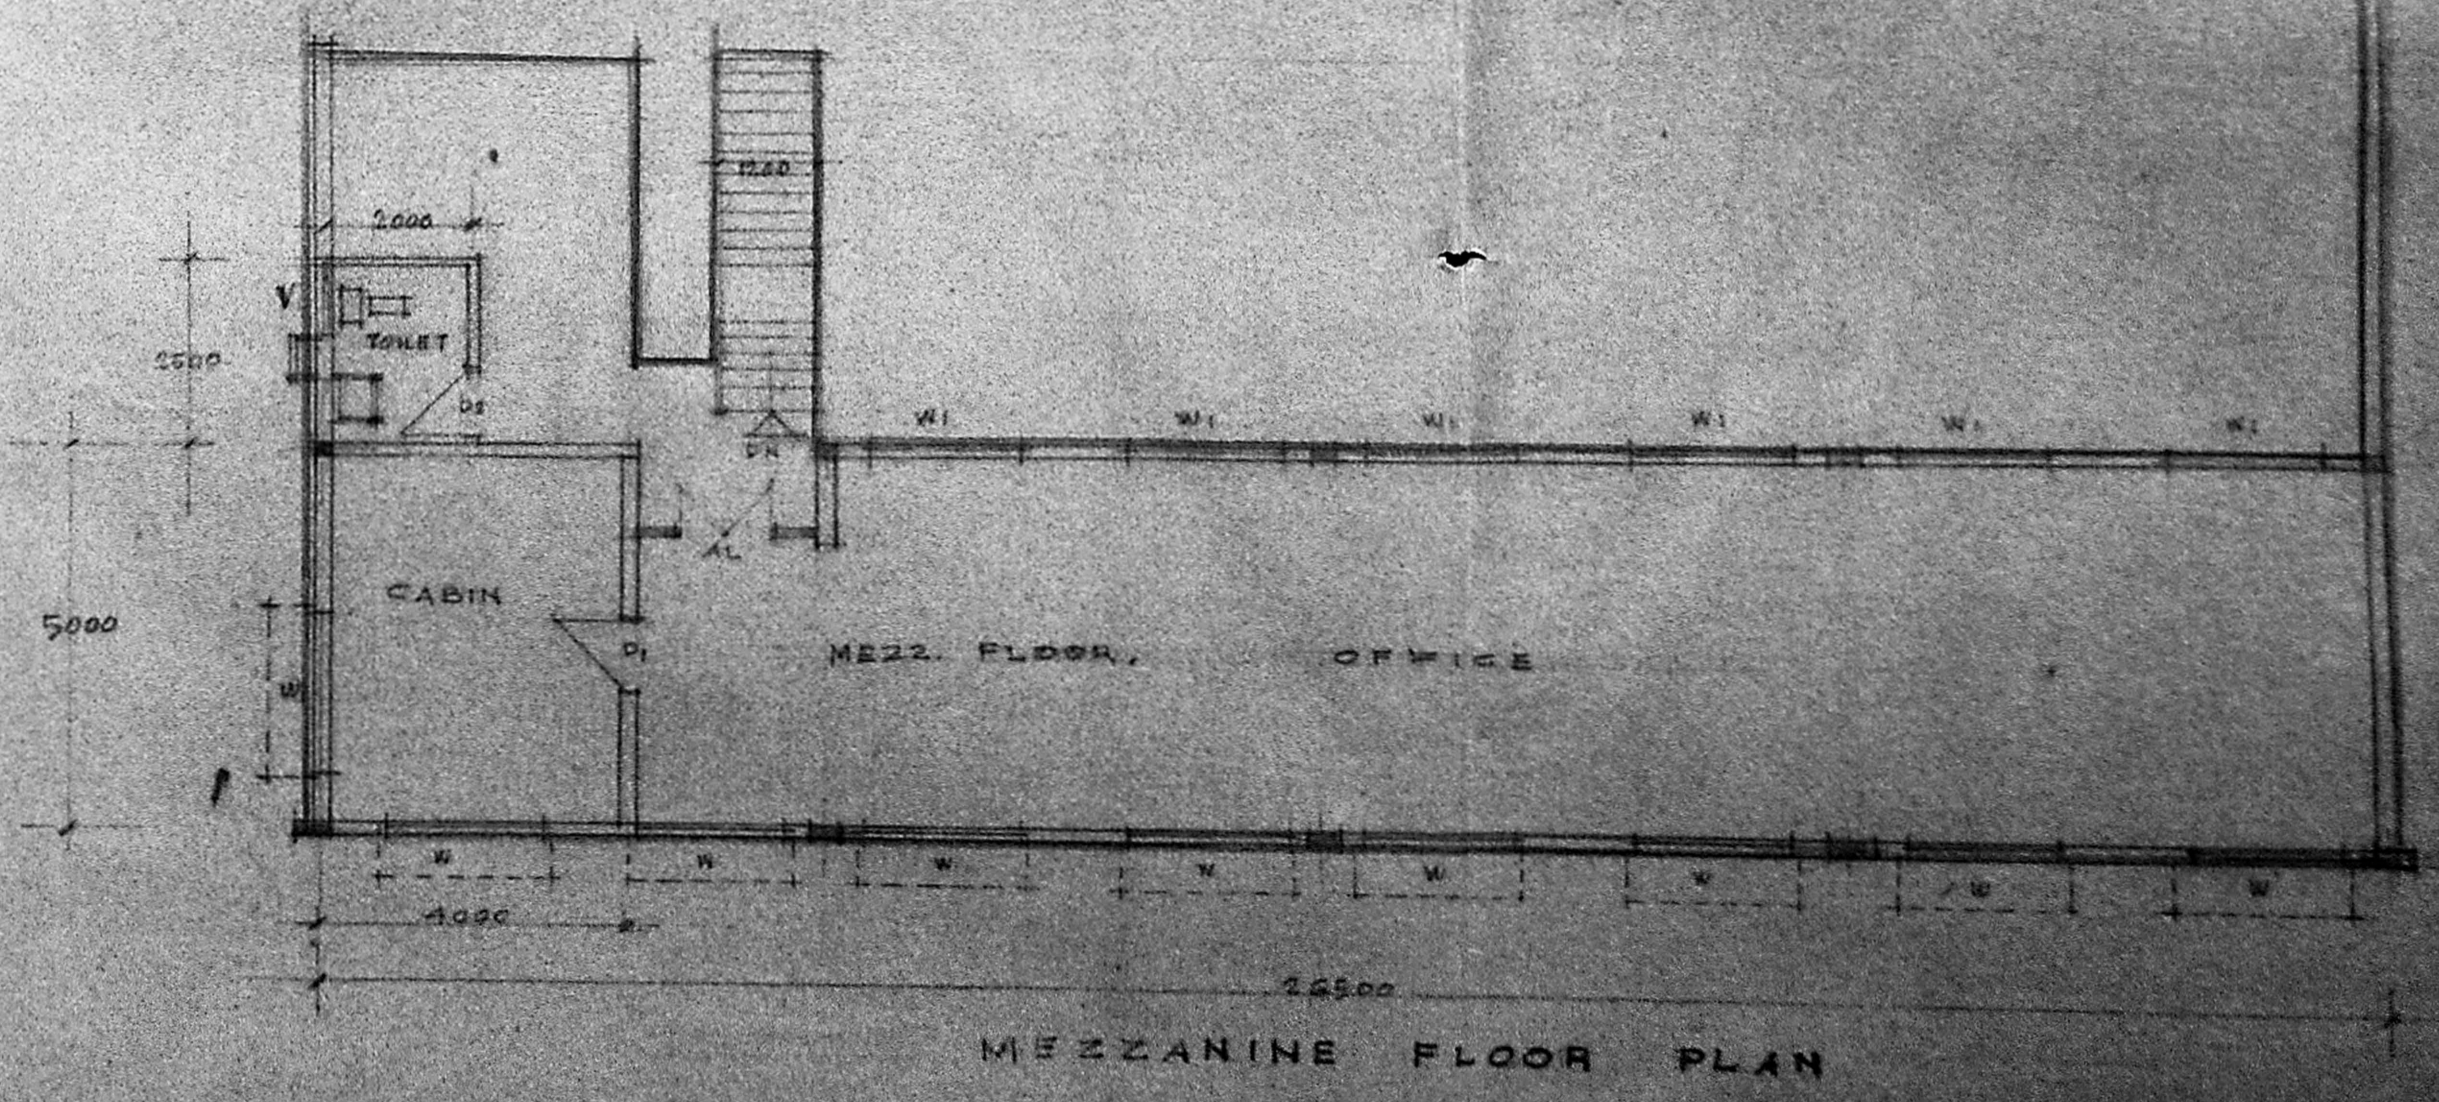 1200
2000
V
TOILET
2500
D2
W1 W1 W1 W1 W1 W1
DN
AL
CABIN
5000
D1
MEZZ. FLOOR. OFFICE
W
W W W W W W W W
4000
MEZZANINE FLOOR PLAN